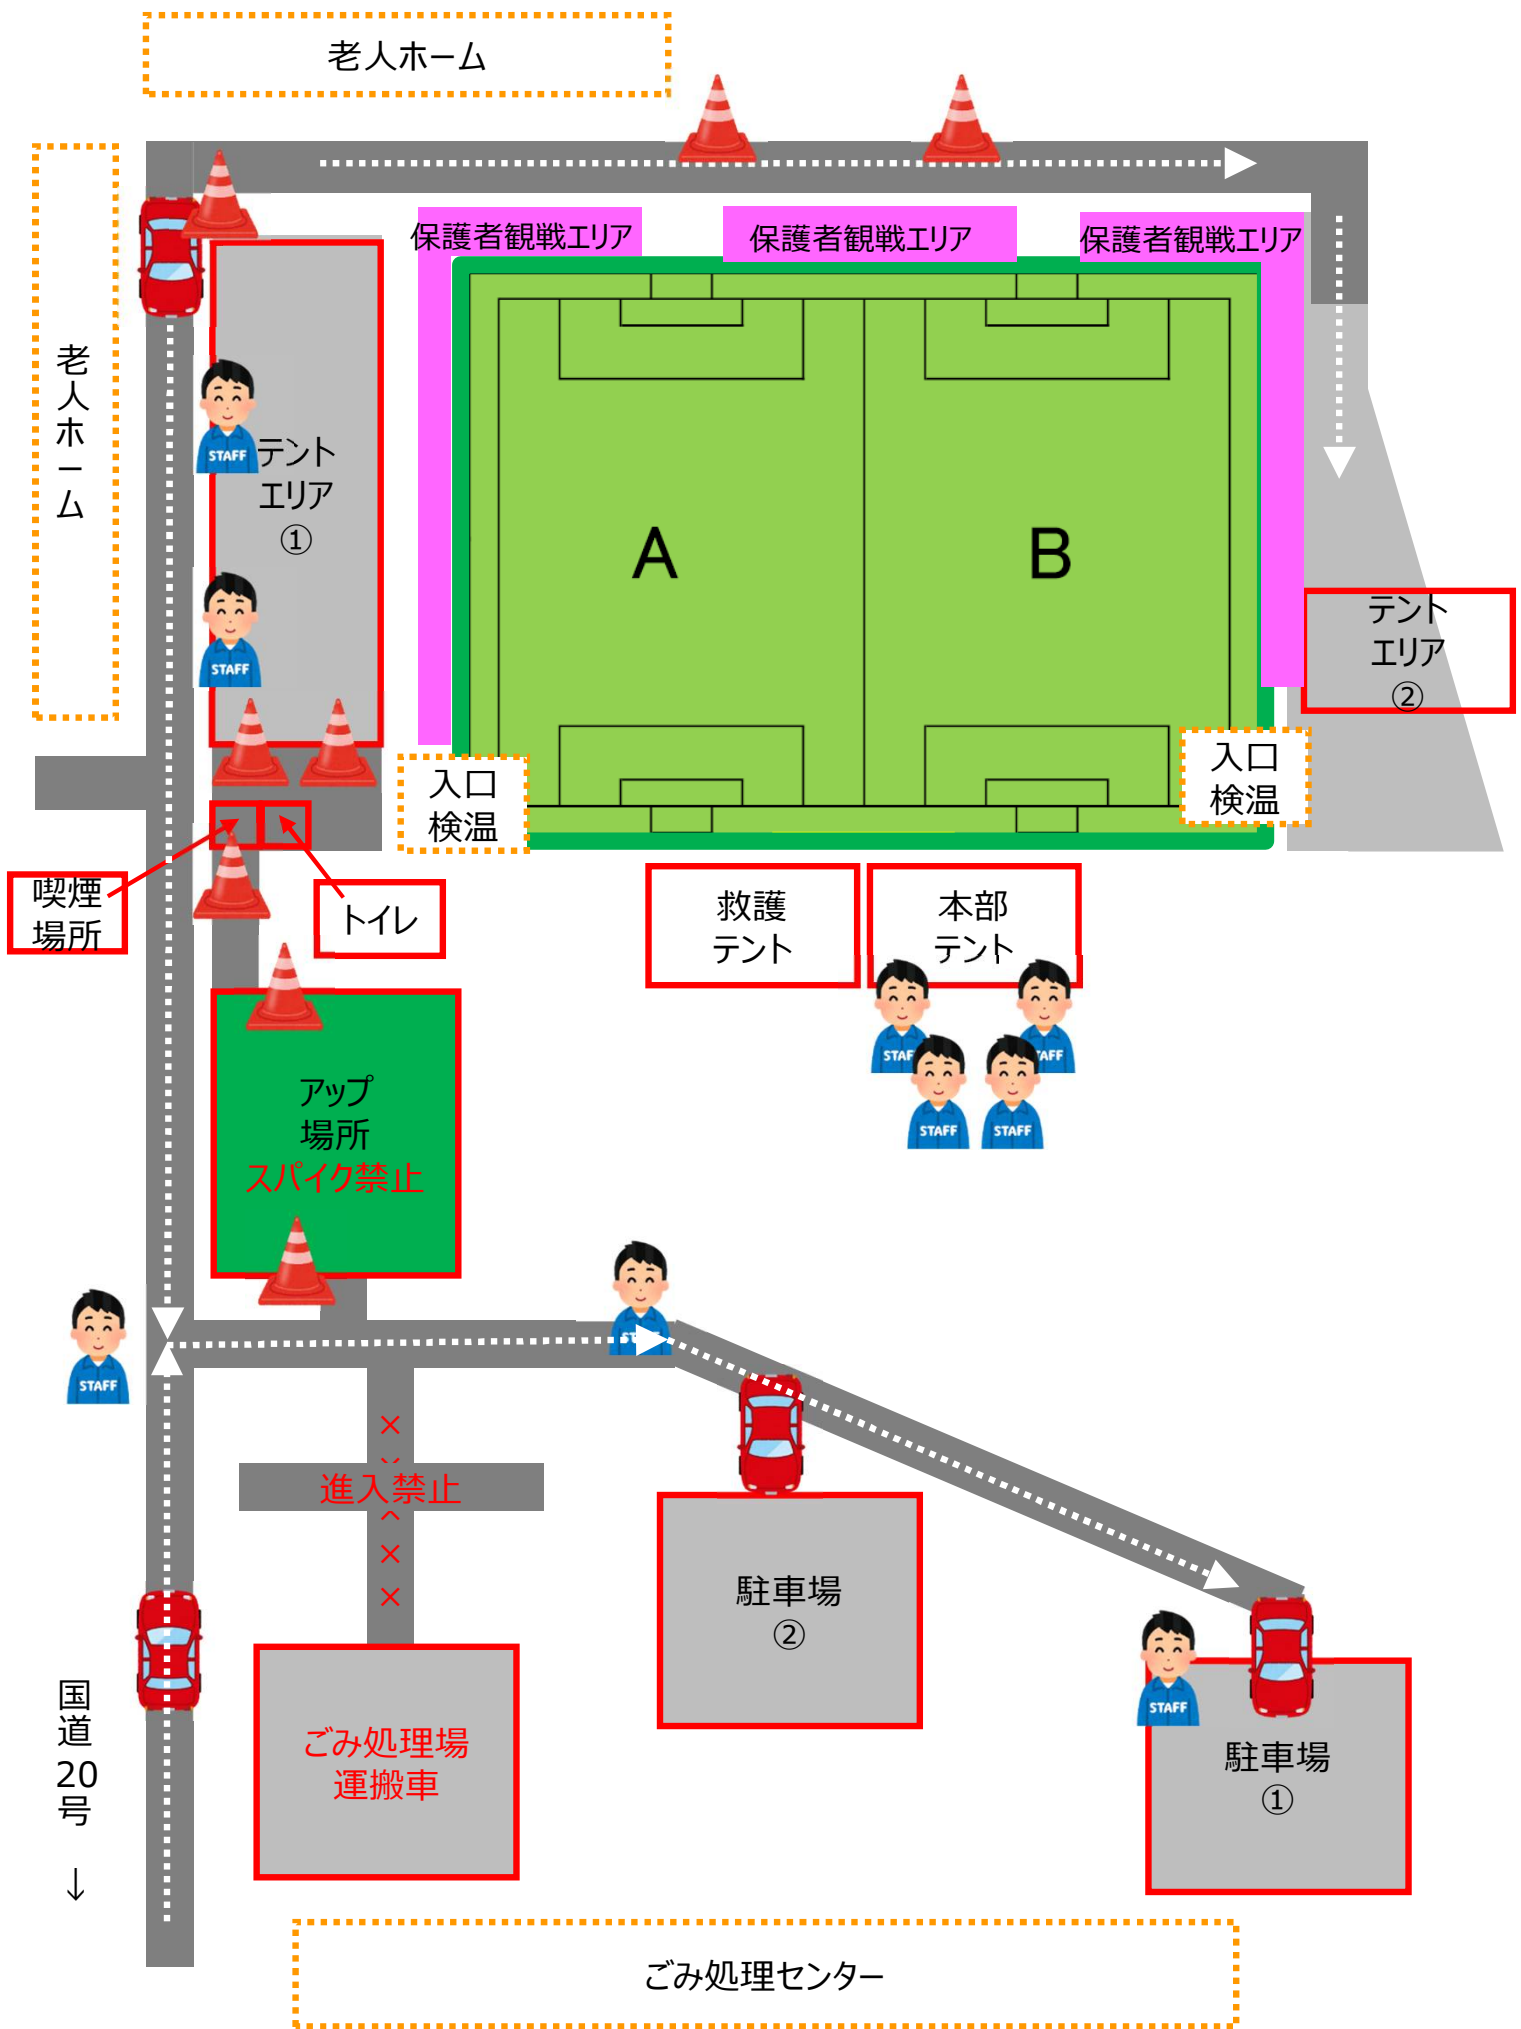 老人ホーム
保護者観戦エリア
保護者観戦エリア
保護者観戦エリア
老人ホーム
STAFF
テント
エリア
①
A
B
STAFF
テント
エリア
②
入口
検温
入口
検温
喫煙
場所
トイレ
救護
テント
本部
テント
STAFF
STAFF
STAFF
STAFF
アップ
場所
スパイク禁止
STAFF
STAFF
×
×
進入禁止
×
×
×
駐車場
②
STAFF
駐車場
①
国道
20
号
↓
ごみ処理場
運搬車
ごみ処理センター